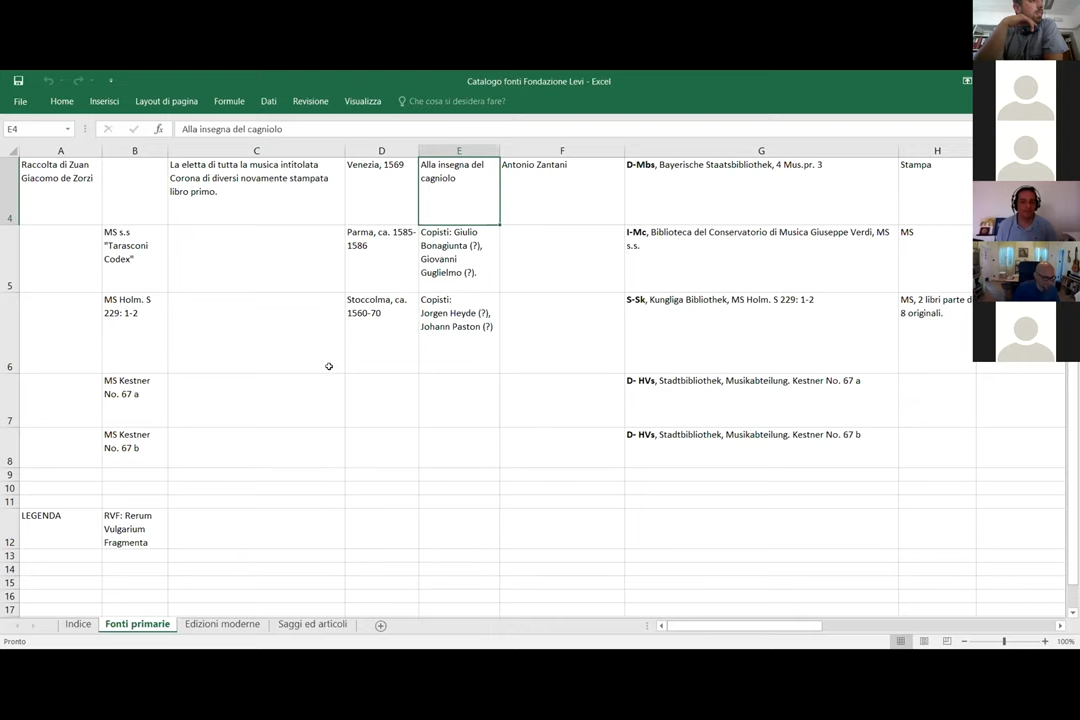 Catalogo fonti Fondazione Levi - Excel
File Home Inserisci Layout di pagina Formule Dati Revisione Visualizza Che cosa si desidera fare?
E4 fx Alla insegna del cagniolo
A B C D E F G H
Raccolta di Zuan
Giacomo de Zorzi
La eletta di tutta la musica intitolata
Corona di diversi novamente stampata
libro primo.
Venezia, 1569
Alla insegna del
cagniolo
Antonio Zantani
D-Mbs, Bayerische Staatsbibliothek, 4 Mus.pr. 3
Stampa
4
MS s.s
"Tarasconi
Codex"
Parma, ca. 1585-
1586
Copisti: Giulio
Bonagiunta (?),
Giovanni
Guglielmo (?).
I-Mc, Biblioteca del Conservatorio di Musica Giuseppe Verdi, MS
s.s.
MS
5
MS Holm. S
229: 1-2
Stoccolma, ca.
1560-70
Copisti:
Jorgen Heyde (?),
Johann Paston (?)
S-Sk, Kungliga Bibliothek, MS Holm. S 229: 1-2
MS, 2 libri parte d
8 originali.
6
MS Kestner
No. 67 a
D- HVs, Stadtbibliothek, Musikabteilung. Kestner No. 67 a
7
MS Kestner
No. 67 b
D- HVs, Stadtbibliothek, Musikabteilung. Kestner No. 67 b
8
9
10
11
LEGENDA
RVF: Rerum
Vulgarium
Fragmenta
12
13
14
15
16
17
Indice Fonti primarie Edizioni moderne Saggi ed articoli
Pronto 100%